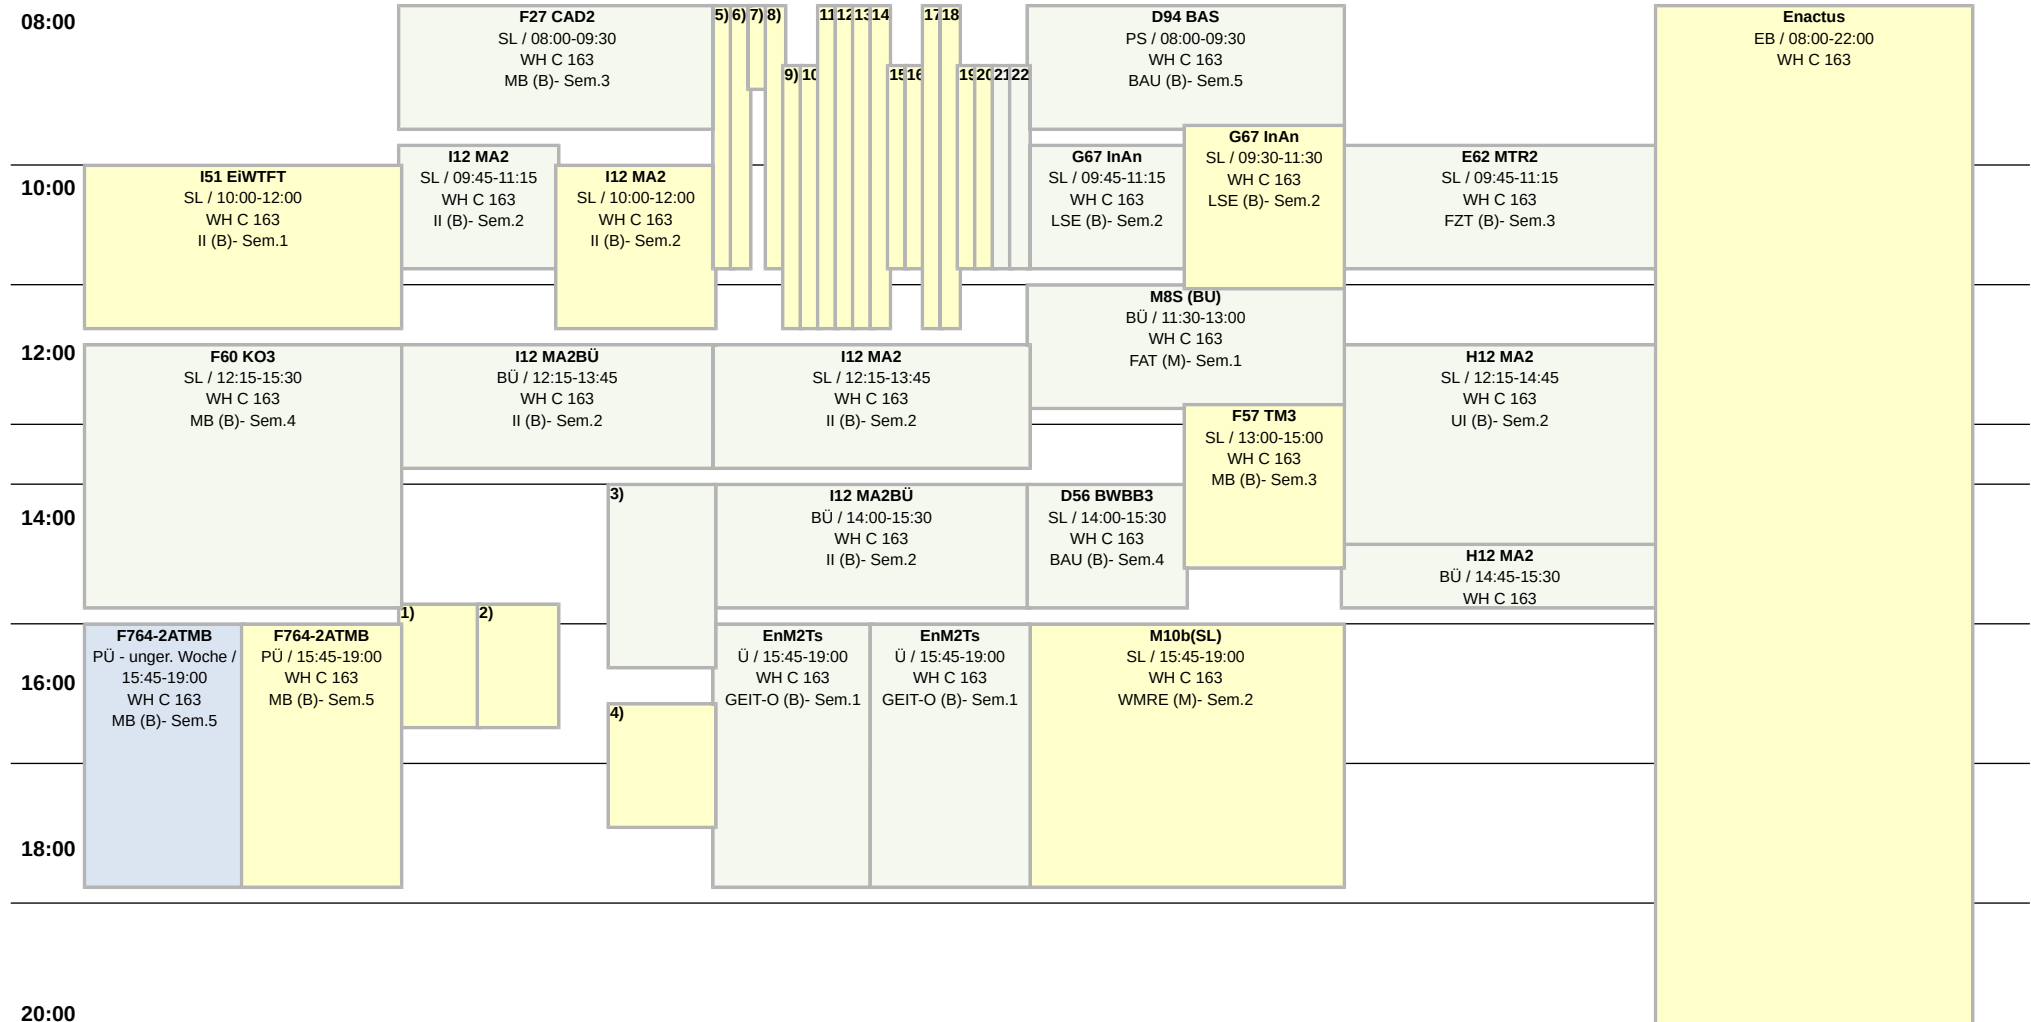 08:00
10:00
12:00
14:00
16:00
18:00
20:00
I51 EiWTFT
SL / 10:00-12:00
WH C 163
II (B)- Sem.1
F60 KO3
SL / 12:15-15:30
WH C 163
MB (B)- Sem.4
F764-2ATMB
PÜ - unger. Woche /
15:45-19:00
WH C 163
MB (B)- Sem.5
F764-2ATMB
PÜ / 15:45-19:00
WH C 163
MB (B)- Sem.5
F27 CAD2
SL / 08:00-09:30
WH C 163
MB (B)- Sem.3
I12 MA2
SL / 09:45-11:15
WH C 163
II (B)- Sem.2
I12 MA2
SL / 10:00-12:00
WH C 163
II (B)- Sem.2
I12 MA2BÜ
BÜ / 12:15-13:45
WH C 163
II (B)- Sem.2
1)
2)
3)
4)
5)
6)
7)
8)
9)
10
11
12
13
14
15
16
17
18
19
20
21
22
I12 MA2
SL / 12:15-13:45
WH C 163
II (B)- Sem.2
I12 MA2BÜ
BÜ / 14:00-15:30
WH C 163
II (B)- Sem.2
EnM2Ts
Ü / 15:45-19:00
WH C 163
GEIT-O (B)- Sem.1
EnM2Ts
Ü / 15:45-19:00
WH C 163
GEIT-O (B)- Sem.1
D94 BAS
PS / 08:00-09:30
WH C 163
BAU (B)- Sem.5
G67 InAn
SL / 09:45-11:15
WH C 163
LSE (B)- Sem.2
G67 InAn
SL / 09:30-11:30
WH C 163
LSE (B)- Sem.2
M8S (BÜ)
BÜ / 11:30-13:00
WH C 163
FAT (M)- Sem.1
F57 TM3
SL / 13:00-15:00
WH C 163
MB (B)- Sem.3
D56 BWBB3
SL / 14:00-15:30
WH C 163
BAU (B)- Sem.4
M10b(SL)
SL / 15:45-19:00
WH C 163
WMRE (M)- Sem.2
E62 MTR2
SL / 09:45-11:15
WH C 163
FZT (B)- Sem.3
H12 MA2
SL / 12:15-14:45
WH C 163
UI (B)- Sem.2
H12 MA2
BÜ / 14:45-15:30
WH C 163
Enactus
EB / 08:00-22:00
WH C 163